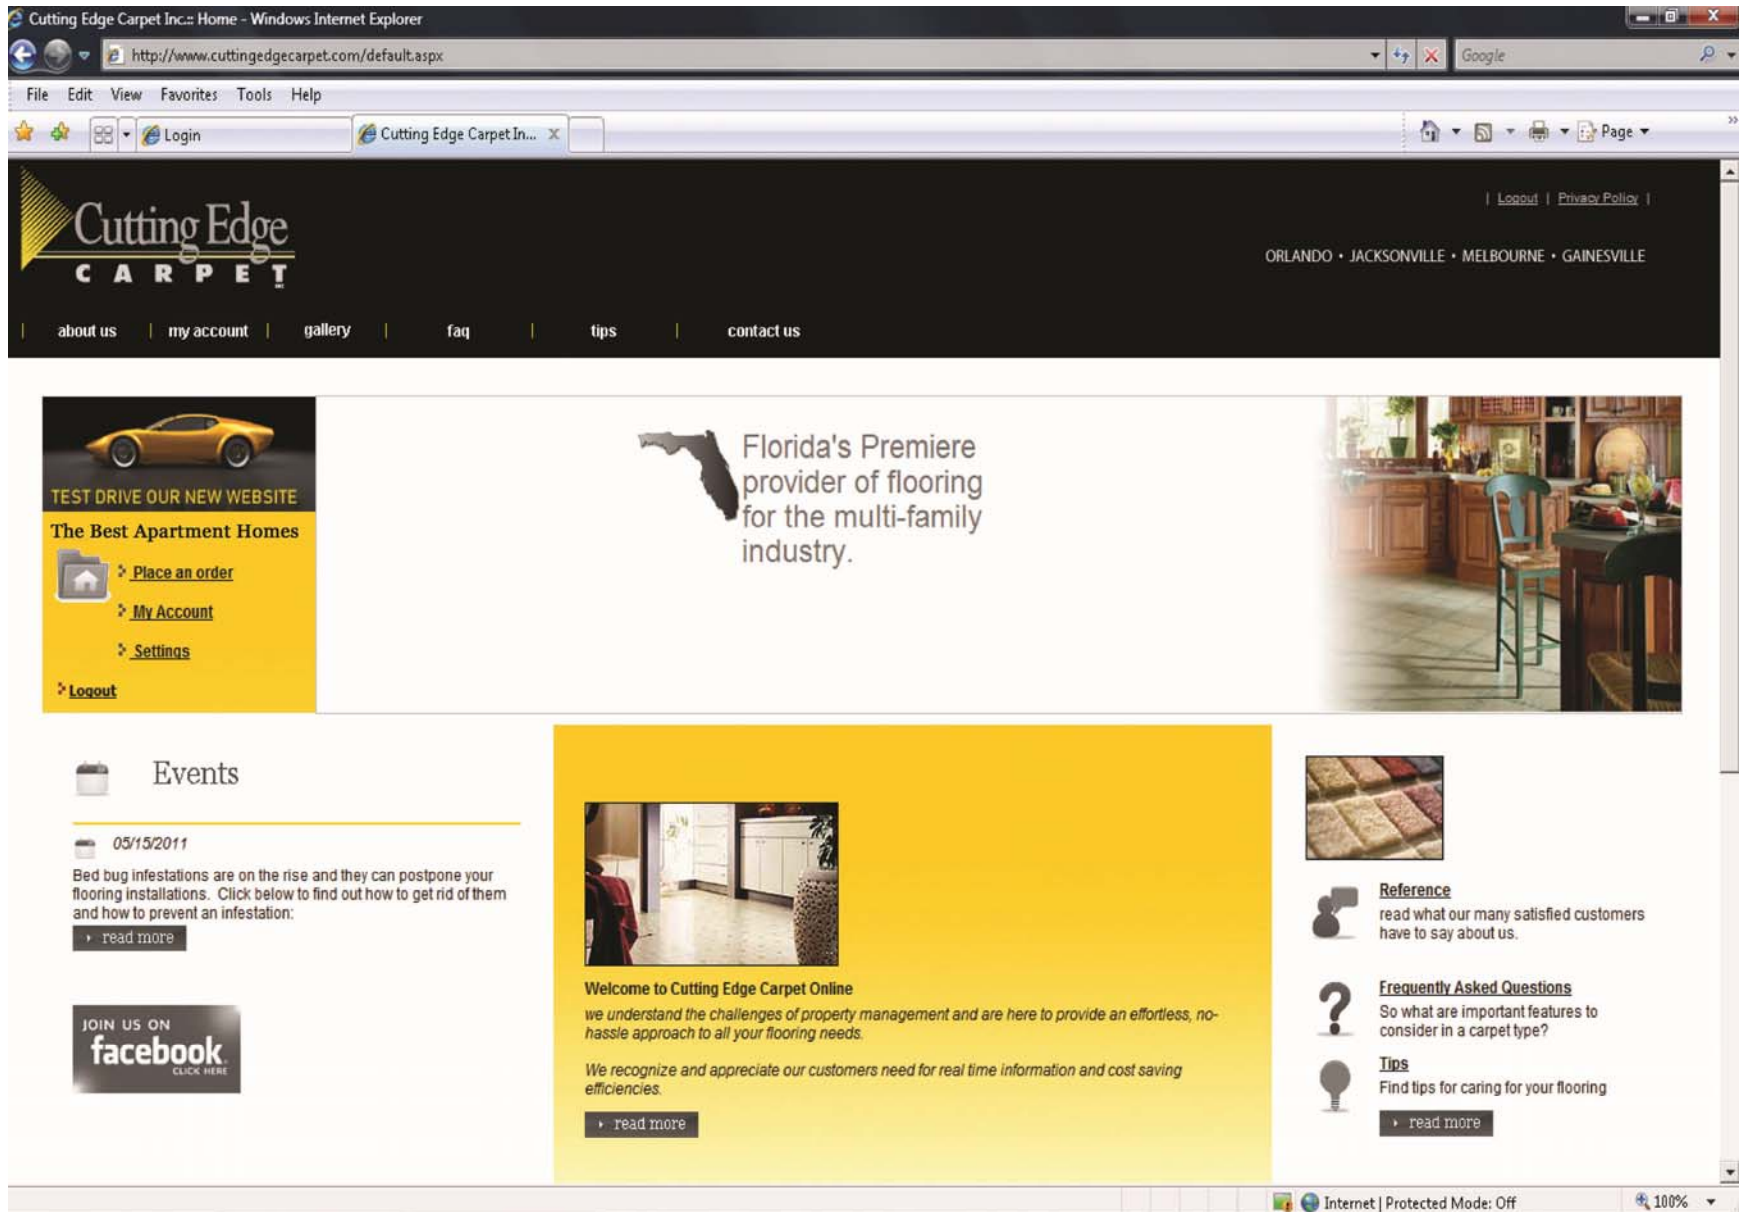 Cutting Edge Carpet Inc.:: Home - Windows Internet Explorer
http://www.cuttingedgecarpet.com/default.aspx
Google
File Edit View Favorites Tools Help
Login
Cutting Edge Carpet In...
Page
Cutting Edge
CARPET
INC
| Logout | Privacy Policy |
ORLANDO • JACKSONVILLE • MELBOURNE • GAINESVILLE
| about us | my account | gallery | faq | tips | contact us
TEST DRIVE OUR NEW WEBSITE
The Best Apartment Homes
Place an order
My Account
Settings
Logout
Florida's Premiere
provider of flooring
for the multi-family
industry.
Events
05/15/2011
Bed bug infestations are on the rise and they can postpone your
flooring installations. Click below to find out how to get rid of them
and how to prevent an infestation:
read more
JOIN US ON
facebook.
CLICK HERE
Welcome to Cutting Edge Carpet Online
we understand the challenges of property management and are here to provide an effortless, no-
hassle approach to all your flooring needs.
We recognize and appreciate our customers need for real time information and cost saving
efficiencies.
read more
Reference
read what our many satisfied customers
have to say about us.
Frequently Asked Questions
So what are important features to
consider in a carpet type?
Tips
Find tips for caring for your flooring
read more
Internet | Protected Mode: Off
100%